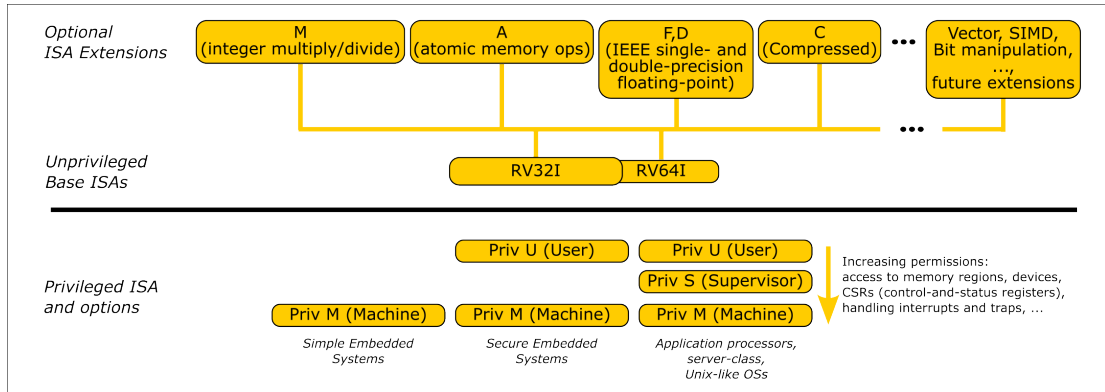 Optional
ISA Extensions
M
(integer multiply/divide)
A
(atomic memory ops)
F,D
(IEEE single- and
double-precision
floating-point)
C
(Compressed)
•••
Vector, SIMD,
Bit manipulation,
...,
future extensions
•••
Unprivileged
Base ISAs
RV32I
RV64I
Privileged ISA
and options
Priv U (User)
Priv U (User)
Priv S (Supervisor)
Priv M (Machine)
Priv M (Machine)
Priv M (Machine)
Increasing permissions:
access to memory regions, devices,
CSRs (control-and-status registers),
handling interrupts and traps, ...
Simple Embedded
Systems
Secure Embedded
Systems
Application processors,
server-class,
Unix-like OSs